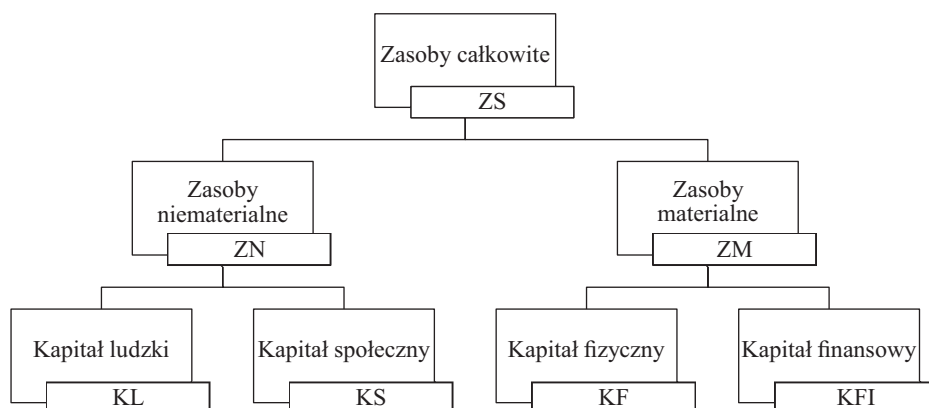 Zasoby całkowite
ZS
Zasoby
niematerialne
ZN
Zasoby
materialne
ZM
Kapitał ludzki
KL
Kapitał społeczny
KS
Kapitał fizyczny
KF
Kapitał finansowy
KFI